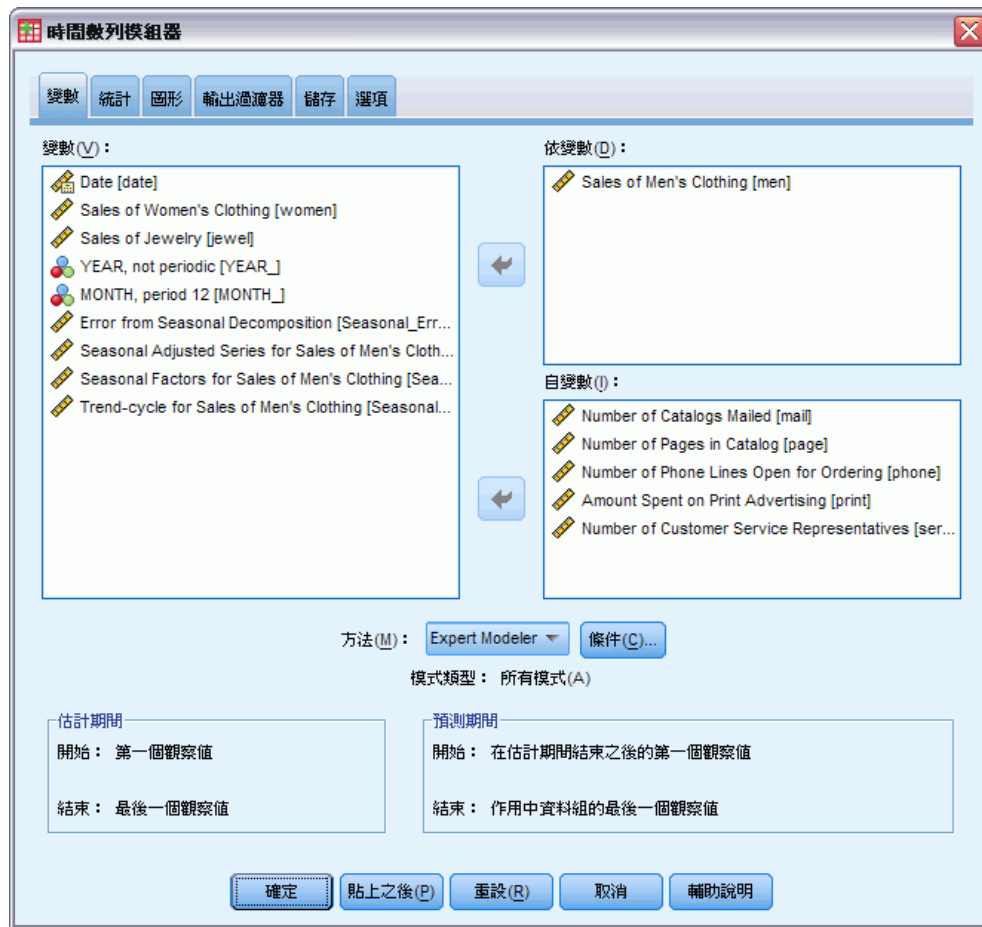 時間數列模組器
變數 統計 圖形 輸出過濾器 儲存 選項
變數(V)：
Date [date]
Sales of Women's Clothing [women]
Sales of Jewelry [jewel]
YEAR, not periodic [YEAR_]
MONTH, period 12 [MONTH_]
Error from Seasonal Decomposition [Seasonal_Err...
Seasonal Adjusted Series for Sales of Men's Cloth...
Seasonal Factors for Sales of Men's Clothing [Sea...
Trend-cycle for Sales of Men's Clothing [Seasonal...
依變數(D)：
Sales of Men's Clothing [men]
自變數(I)：
Number of Catalogs Mailed [mail]
Number of Pages in Catalog [page]
Number of Phone Lines Open for Ordering [phone]
Amount Spent on Print Advertising [print]
Number of Customer Service Representatives [ser...
方法(M)： Expert Modeler 條件(C)...
模式類型： 所有模式(A)
估計期間
開始： 第一個觀察值
結束： 最後一個觀察值
預測期間
開始： 在估計期間結束之後的第一個觀察值
結束： 作用中資料組的最後一個觀察值
確定 貼上之後(P) 重設(R) 取消 輔助說明